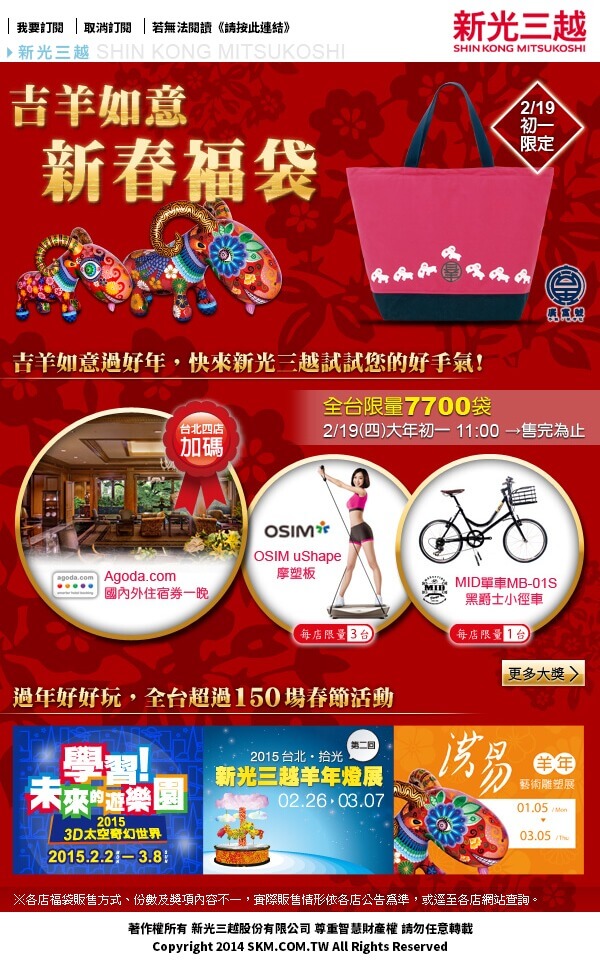 我要訂閱 取消訂閱 若無法閱讀《請按此連結》
新光三越
SHIN KONG MITSUKOSHI
新光三越 SHIN KONG MITSUKOSHI
吉羊如意
新春福袋
2/19
初一
限定
廣富號
吉羊如意過好年，快來新光三越試試您的好手氣!
全台限量7700袋
2/19(四)大年初一 11:00 →售完為止
台北四店
加碼
agoda.com
Agoda.com
國內外住宿券一晚
OSIM
OSIM uShape
摩塑板
每店限量3台
MID
MID單車MB-01S
黑爵士小徑車
每店限量1台
更多大獎
過年好好玩，全台超過150場春節活動
學習!
未來的遊樂園
2015
3D太空奇幻世界
2015.2.2—3.8
第二回
2015台北·拾光
新光三越羊年燈展
02.26 03.07
洪易
羊年
藝術雕塑展
01.05 / Mon
03.05 / Thu
※各店福袋販售方式、份數及獎項內容不一，實際販售情形依各店公告為準，或逕至各店網站查詢。
著作權所有 新光三越股份有限公司 尊重智慧財產權 請勿任意轉載
Copyright 2014 SKM.COM.TW All Rights Reserved